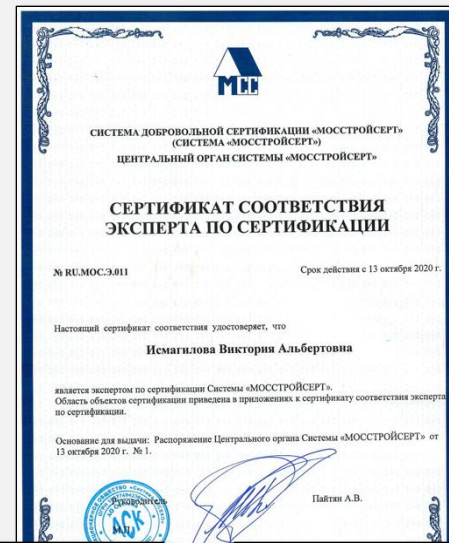 МСС
СИСТЕМА ДОБРОВОЛЬНОЙ СЕРТИФИКАЦИИ «МОССТРОЙСЕРТ»
(СИСТЕМА «МОССТРОЙСЕРТ»)
ЦЕНТРАЛЬНЫЙ ОРГАН СИСТЕМЫ «МОССТРОЙСЕРТ»
СЕРТИФИКАТ СООТВЕТСТВИЯ
ЭКСПЕРТА ПО СЕРТИФИКАЦИИ
№ RU.МОС.Э.011 Срок действия с 13 октября 2020 г.
Настоящий сертификат соответствия удостоверяет, что
Исмагилова Виктория Альбертовна
является экспертом по сертификации Системы «МОССТРОЙСЕРТ».
Область объектов сертификации приведена в приложениях к сертификату соответствия эксперта
по сертификации.
Основание для выдачи: Распоряжение Центрального органа Системы «МОССТРОЙСЕРТ» от
13 октября 2020 г. № 1.
Руководитель Пайтян А.В.
АСК
М.П.